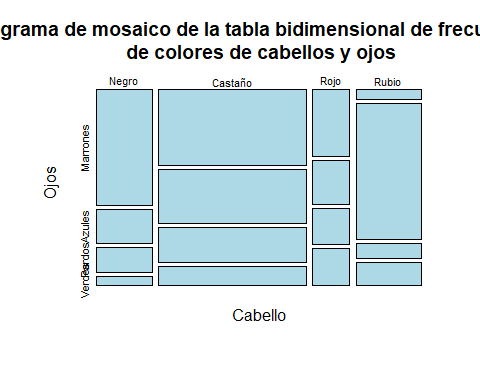 grama de mosaico de la tabla bidimensional de frecu
de colores de cabellos y ojos
Negro
Castaño
Rojo
Rubio
Marrones
Azules
Pardos
Verdes
Ojos
Cabello